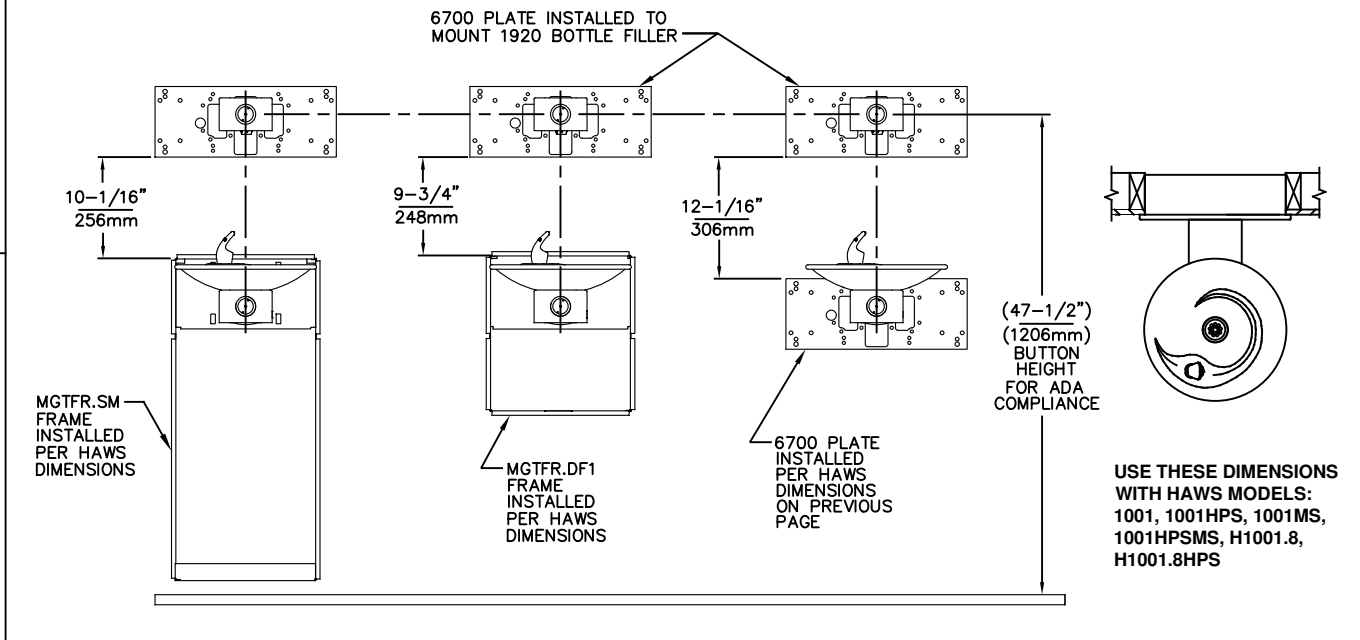 6700 PLATE INSTALLED TO
MOUNT 1920 BOTTLE FILLER
10-1/16"
256mm
9-3/4"
248mm
12-1/16"
306mm
(47-1/2")
(1206mm)
BUTTON
HEIGHT
FOR ADA
COMPLIANCE
MGTFR.SM
FRAME
INSTALLED
PER HAWS
DIMENSIONS
MGTFR.DF1
FRAME
INSTALLED
PER HAWS
DIMENSIONS
6700 PLATE
INSTALLED
PER HAWS
DIMENSIONS
ON PREVIOUS
PAGE
USE THESE DIMENSIONS
WITH HAWS MODELS:
1001, 1001HPS, 1001MS,
1001HPSMS, H1001.8,
H1001.8HPS